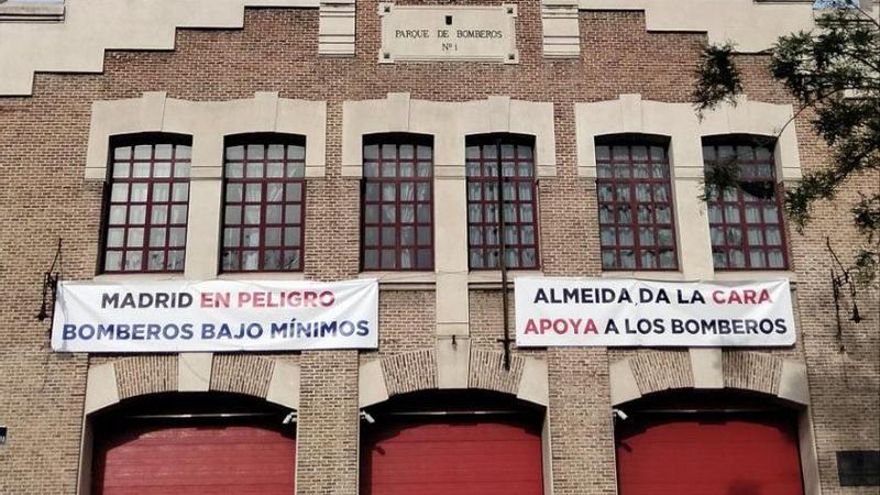 PARQUE DE BOMBEROS
Nº 1
MADRID EN PELIGRO
BOMBEROS BAJO MÍNIMOS
ALMEIDA DA LA CARA
APOYA A LOS BOMBEROS